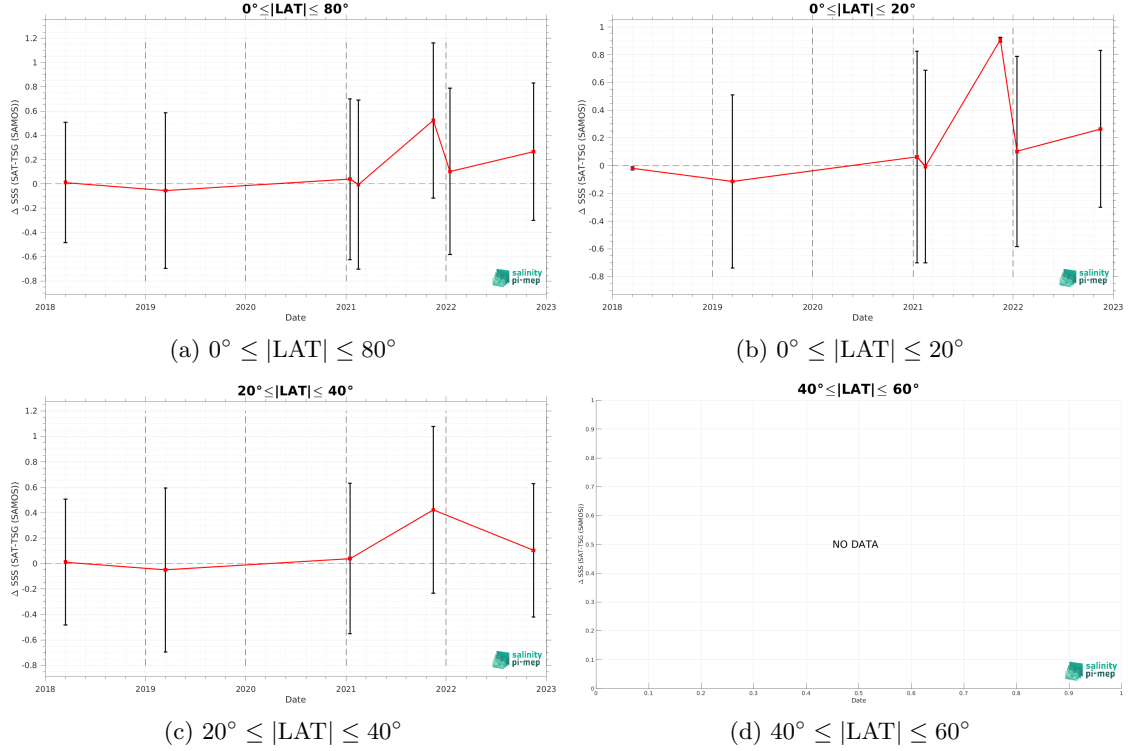 0°≤|LAT|≤ 80°
Δ SSS (SAT-TSG (SAMOS))
1.2
1
0.8
0.6
0.4
0.2
0
-0.2
-0.4
-0.6
-0.8
2018 2019 2020 2021 2022 2023
Date
salinity
pi-mep
(a) 0° ≤ |LAT| ≤ 80°
0°≤|LAT|≤ 20°
Δ SSS (SAT-TSG (SAMOS))
1
0.8
0.6
0.4
0.2
0
-0.2
-0.4
-0.6
-0.8
2018 2019 2020 2021 2022 2023
Date
salinity
pi-mep
(b) 0° ≤ |LAT| ≤ 20°
20°≤|LAT|≤ 40°
Δ SSS (SAT-TSG (SAMOS))
1.2
1
0.8
0.6
0.4
0.2
0
-0.2
-0.4
-0.6
-0.8
2018 2019 2020 2021 2022 2023
Date
salinity
pi-mep
(c) 20° ≤ |LAT| ≤ 40°
40°≤|LAT|≤ 60°
Δ SSS (SAT-TSG (SAMOS))
1
0.9
0.8
0.7
0.6
0.5
0.4
0.3
0.2
0.1
0
NO DATA
0 0.1 0.2 0.3 0.4 0.5 0.6 0.7 0.8 0.9 1
Date
salinity
pi-mep
(d) 40° ≤ |LAT| ≤ 60°